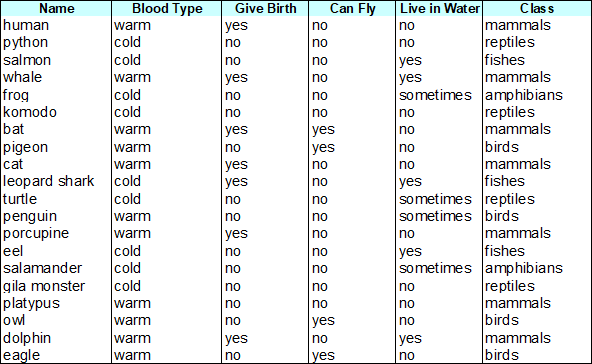 Name Blood Type Give Birth Can Fly Live in Water Class
human warm yes no no mammals
python cold no no no reptiles
salmon cold no no yes fishes
whale warm yes no yes mammals
frog cold no no sometimes amphibians
komodo cold no no no reptiles
bat warm yes yes no mammals
pigeon warm no yes no birds
cat warm yes no no mammals
leopard shark cold yes no yes fishes
turtle cold no no sometimes reptiles
penguin warm no no sometimes birds
porcupine warm yes no no mammals
eel cold no no yes fishes
salamander cold no no sometimes amphibians
gila monster cold no no no reptiles
platypus warm no no no mammals
owl warm no yes no birds
dolphin warm yes no yes mammals
eagle warm no yes no birds